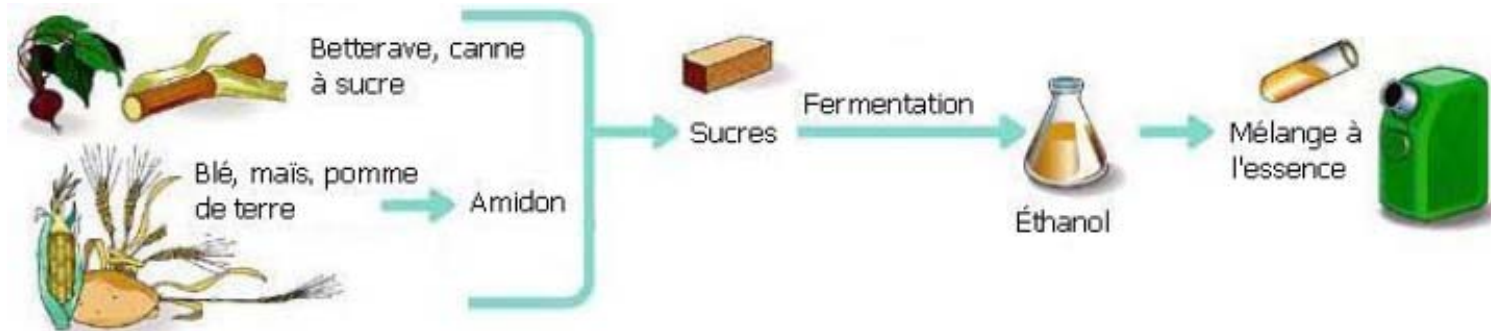 Betterave, canne
à sucre
Blé, maïs, pomme
de terre
Amidon
Sucres
Fermentation
Éthanol
Mélange à
l'essence